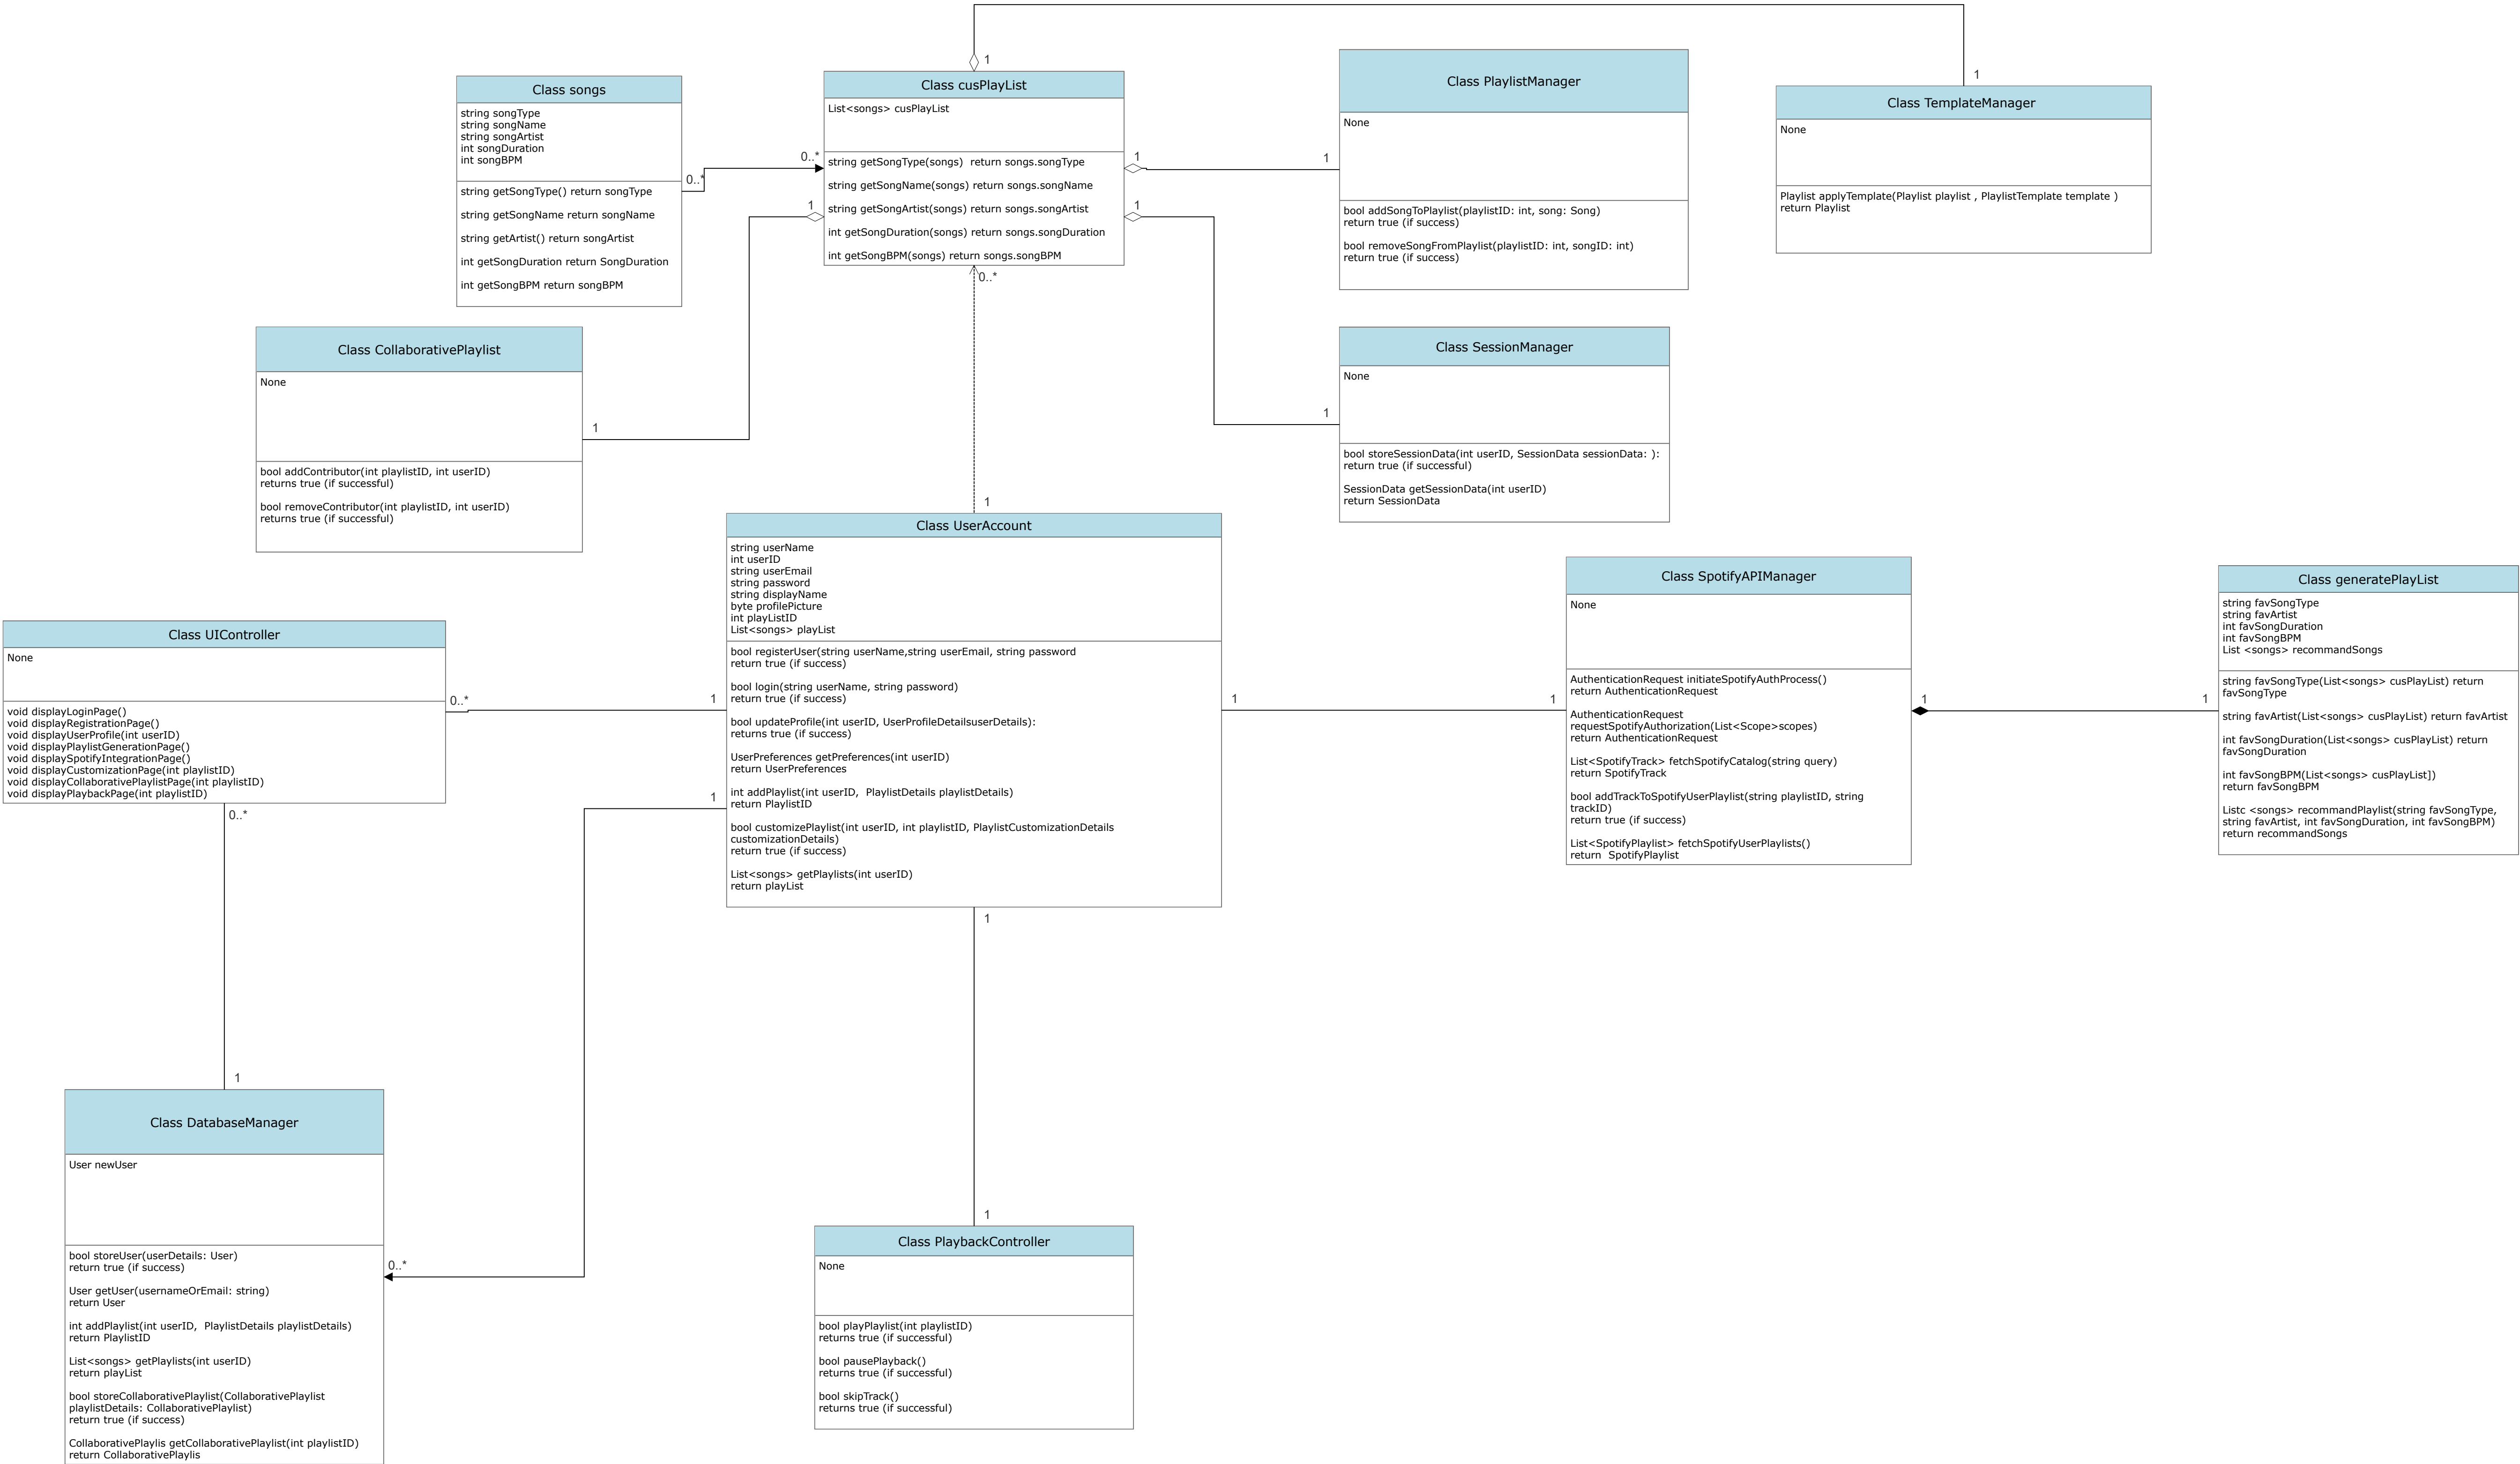 1
1
Class songs
string songType
string songName
string songArtist
int songDuration
int songBPM
string getSongType() return songType
string getSongName return songName
string getArtist() return songArtist
int getSongDuration return SongDuration
int getSongBPM return songBPM
0..*
0..*
Class cusPlayList
List<songs> cusPlayList
string getSongType(songs)  return songs.songType
string getSongName(songs) return songs.songName
string getSongArtist(songs) return songs.songArtist
int getSongDuration(songs) return songs.songDuration
int getSongBPM(songs) return songs.songBPM
1
1
1
0..*
Class PlaylistManager
None
bool addSongToPlaylist(playlistID: int, song: Song)
return true (if success)
bool removeSongFromPlaylist(playlistID: int, songID: int)
return true (if success)
1
Class TemplateManager
None
Playlist applyTemplate(Playlist playlist , PlaylistTemplate template )
return Playlist
Class CollaborativePlaylist
None
bool addContributor(int playlistID, int userID)
returns true (if successful)
bool removeContributor(int playlistID, int userID)
returns true (if successful)
1
Class SessionManager
None
bool storeSessionData(int userID, SessionData sessionData: ):
return true (if successful)
SessionData getSessionData(int userID)
return SessionData
1
1
Class UserAccount
string userName
int userID
string userEmail
string password
string displayName
byte profilePicture
int playListID
List<songs> playList
bool registerUser(string userName,string userEmail, string password
return true (if success)
bool login(string userName, string password)
return true (if success)
bool updateProfile(int userID, UserProfileDetailsuserDetails):
returns true (if success)
UserPreferences getPreferences(int userID)
return UserPreferences
int addPlaylist(int userID,  PlaylistDetails playlistDetails)
return PlaylistID
bool customizePlaylist(int userID, int playlistID, PlaylistCustomizationDetails
customizationDetails)
return true (if success)
List<songs> getPlaylists(int userID)
return playList
1
1
1
1
Class SpotifyAPIManager
None
AuthenticationRequest initiateSpotifyAuthProcess()
return AuthenticationRequest
AuthenticationRequest
requestSpotifyAuthorization(List<Scope>scopes)
return AuthenticationRequest
List<SpotifyTrack> fetchSpotifyCatalog(string query)
return SpotifyTrack
bool addTrackToSpotifyUserPlaylist(string playlistID, string
trackID)
return true (if success)
List<SpotifyPlaylist> fetchSpotifyUserPlaylists()
return  SpotifyPlaylist
1
1
1
Class generatePlayList
string favSongType
string favArtist
int favSongDuration
int favSongBPM
List <songs> recommandSongs
string favSongType(List<songs> cusPlayList) return
favSongType
string favArtist(List<songs> cusPlayList) return favArtist
int favSongDuration(List<songs> cusPlayList) return
favSongDuration
int favSongBPM(List<songs> cusPlayList])
return favSongBPM
Listc <songs> recommandPlaylist(string favSongType,
string favArtist, int favSongDuration, int favSongBPM)
return recommandSongs
Class UIController
None
void displayLoginPage()
void displayRegistrationPage()
void displayUserProfile(int userID)
void displayPlaylistGenerationPage()
void displaySpotifyIntegrationPage()
void displayCustomizationPage(int playlistID)
void displayCollaborativePlaylistPage(int playlistID)
void displayPlaybackPage(int playlistID)
0..*
0..*
1
Class DatabaseManager
User newUser
bool storeUser(userDetails: User)
return true (if success)
User getUser(usernameOrEmail: string)
return User
int addPlaylist(int userID,  PlaylistDetails playlistDetails)
return PlaylistID
List<songs> getPlaylists(int userID)
return playList
bool storeCollaborativePlaylist(CollaborativePlaylist
playlistDetails: CollaborativePlaylist)
return true (if success)
CollaborativePlaylis getCollaborativePlaylist(int playlistID)
return CollaborativePlaylis
0..*
1
Class PlaybackController
None
bool playPlaylist(int playlistID)
returns true (if successful)
bool pausePlayback()
returns true (if successful)
bool skipTrack()
returns true (if successful)